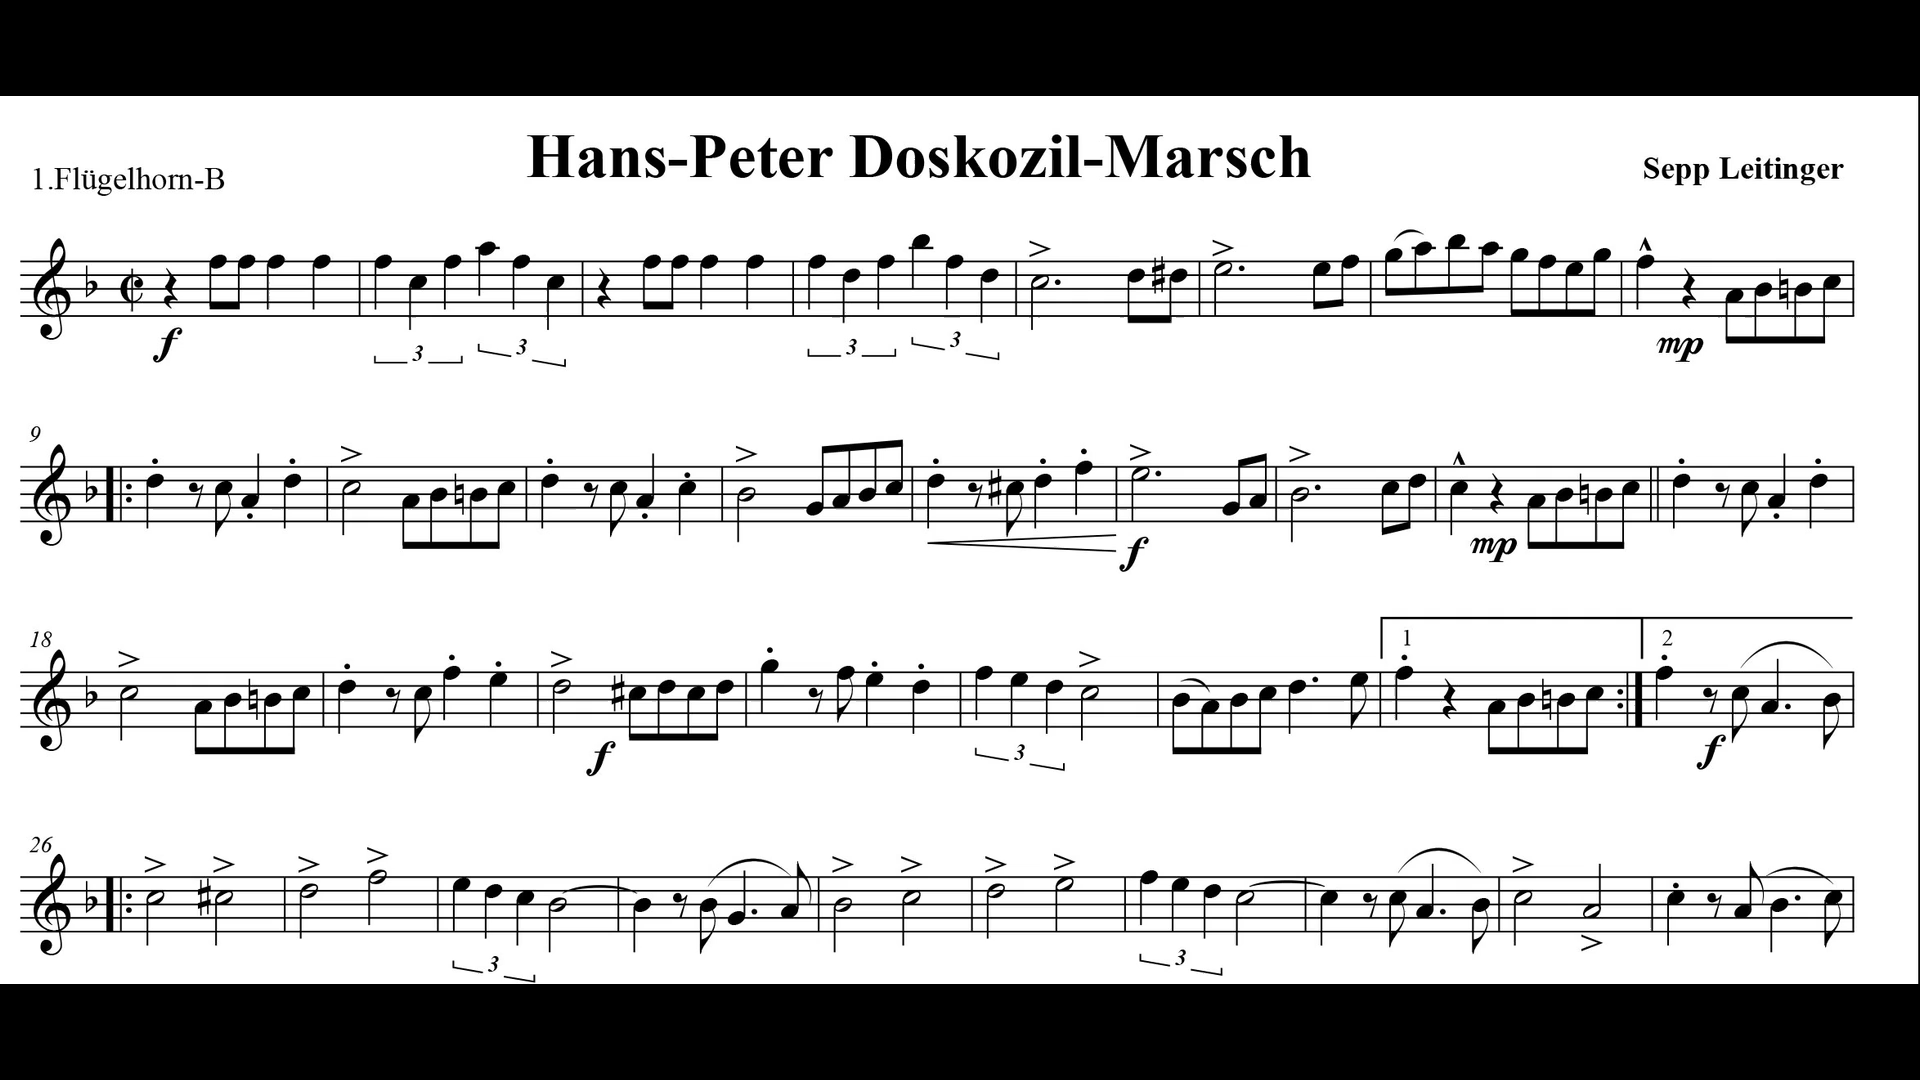 Hans-Peter Doskozil-Marsch
1.Flügelhorn-B
Sepp Leitinger
f
3 3 3 3
mp
9
f
mp
18
1 2
f
3
f
26
3 3